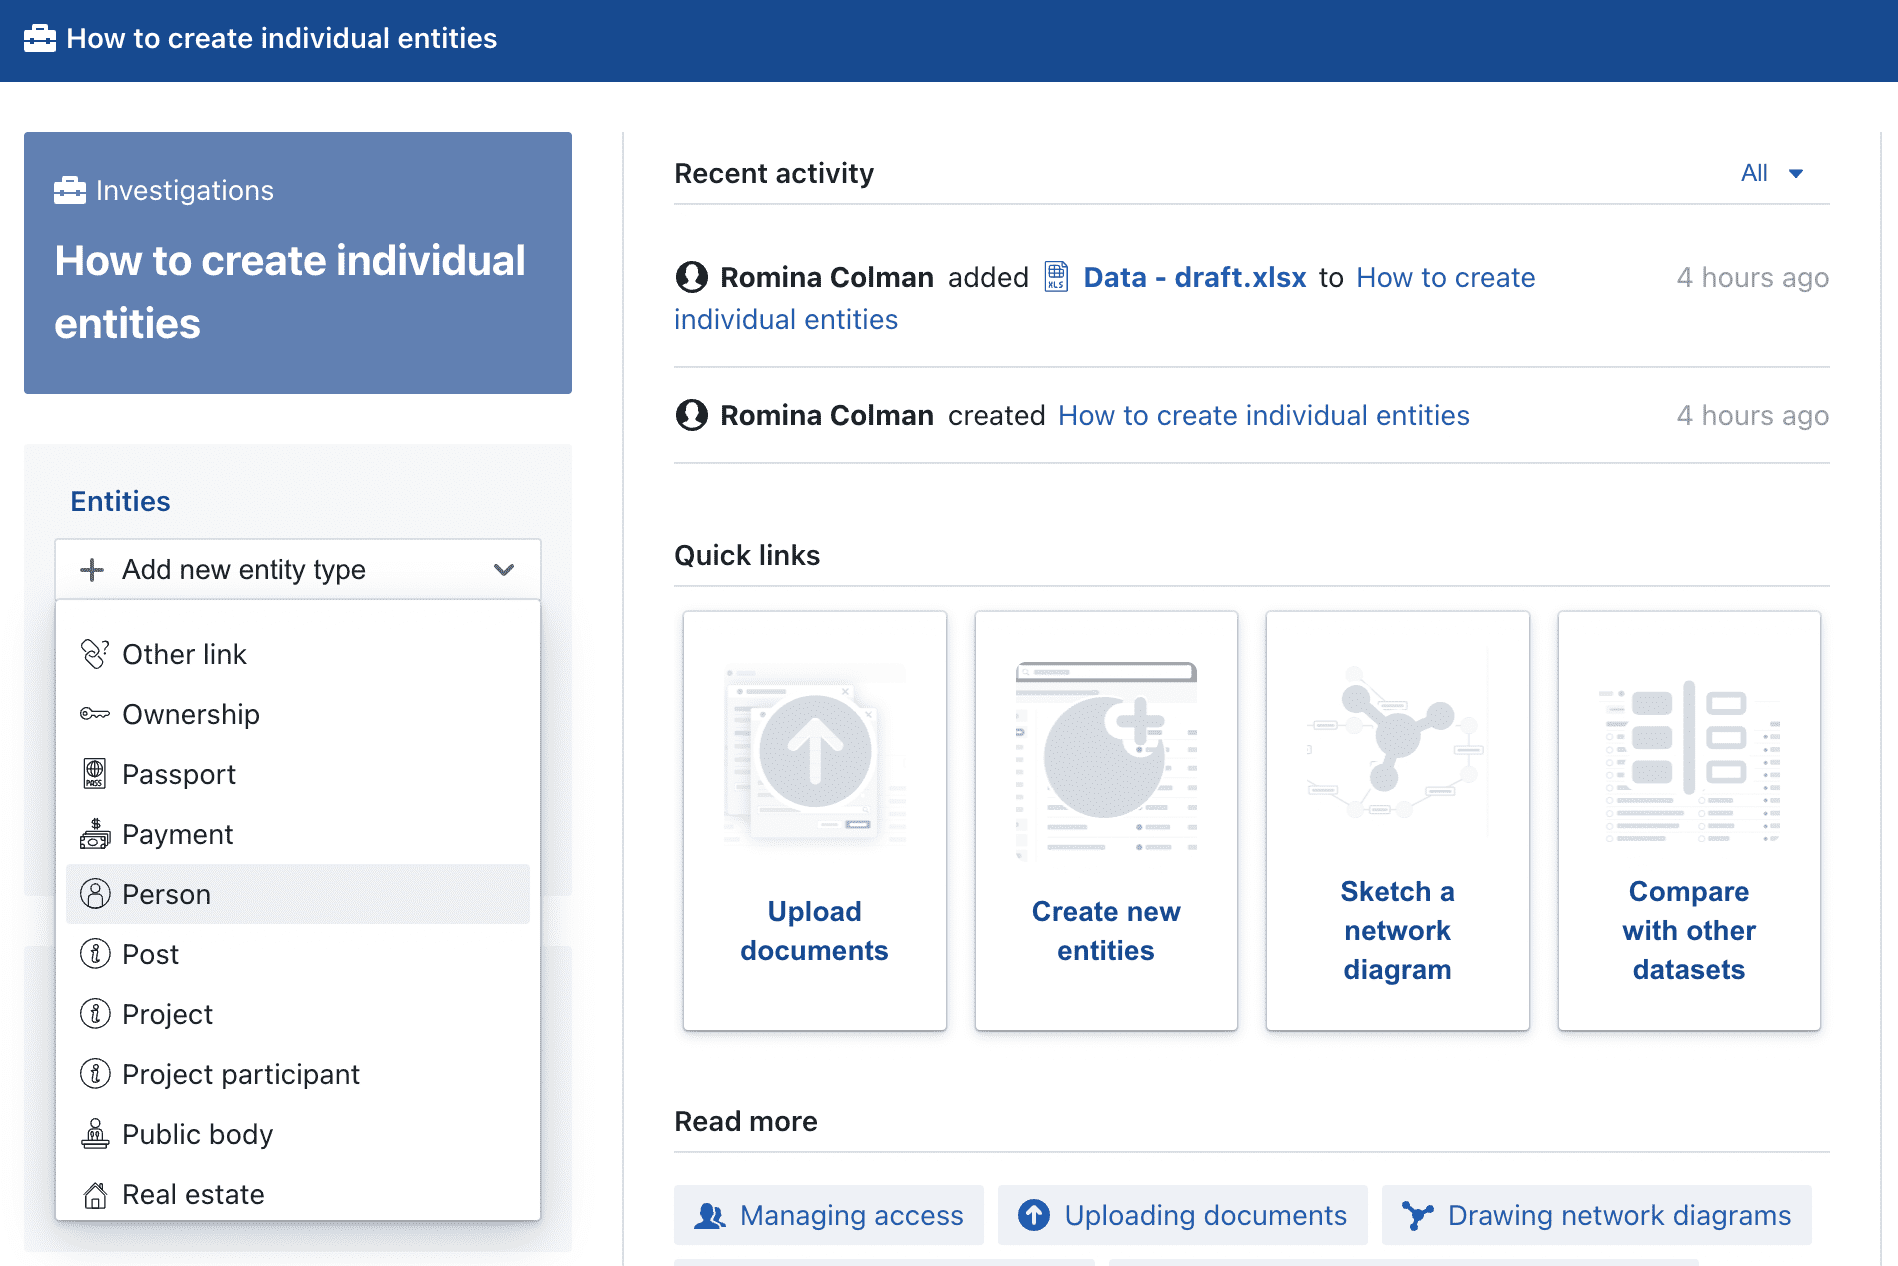 How to create individual entities
Investigations
How to create individual
entities
Entities
Add new entity type
Other link
Ownership
Passport
Payment
Person
Post
Project
Project participant
Public body
Real estate
Recent activity
All
Romina Colman added XLS Data - draft.xlsx to How to create
individual entities
4 hours ago
Romina Colman created How to create individual entities
4 hours ago
Quick links
Upload
documents
Create new
entities
Sketch a
network
diagram
Compare
with other
datasets
Read more
Managing access
Uploading documents
Drawing network diagrams